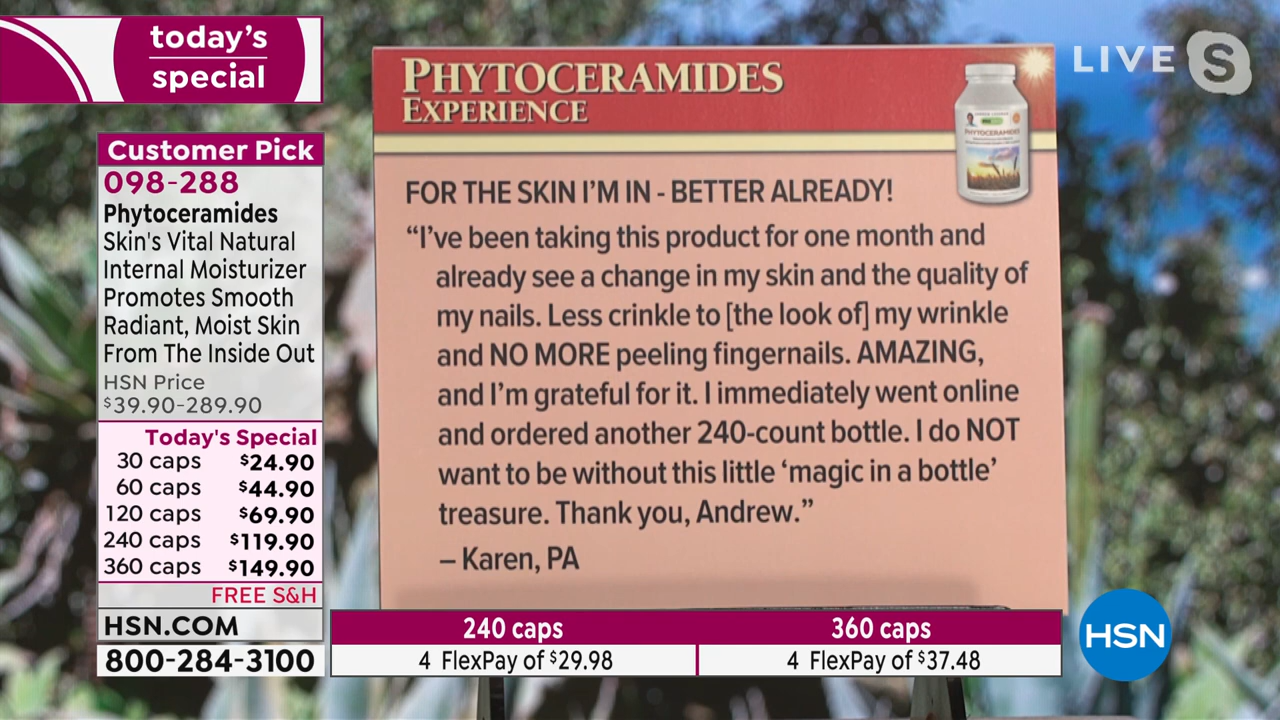 today's
special
Customer Pick
098-288
Phytoceramides
Skin's Vital Natural
Internal Moisturizer
Promotes Smooth
Radiant, Moist Skin
From The Inside Out
HSN Price
$39.90-289.90
Today's Special
30 caps $24.90
60 caps $44.90
120 caps $69.90
240 caps $119.90
360 caps $149.90
FREE S&H
HSN.COM
800-284-3100
PHYTOCERAMIDES
EXPERIENCE
PHYTOCERAMIDES
FOR THE SKIN I'M IN - BETTER ALREADY!
“I've been taking this product for one month and
already see a change in my skin and the quality of
my nails. Less crinkle to [the look of] my wrinkle
and NO MORE peeling fingernails. AMAZING,
and I'm grateful for it. I immediately went online
and ordered another 240-count bottle. I do NOT
want to be without this little ‘magic in a bottle’
treasure. Thank you, Andrew.”
– Karen, PA
240 caps
4 FlexPay of $29.98
360 caps
4 FlexPay of $37.48
LIVE S
HSN